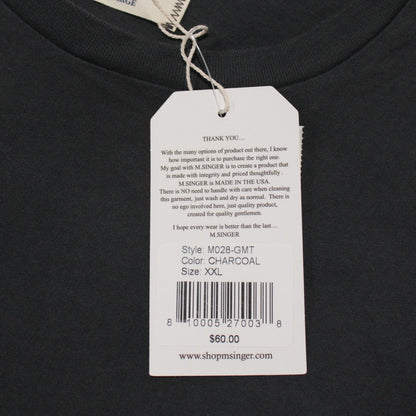 THANK YOU...
With the many options of product out there, I know
how important it is to purchase the right one.
My goal with M.SINGER is to create a product that
is made with integrity and priced thoughtfully.
M.SINGER is MADE IN THE USA.
There is NO need to handle with care when cleaning
this garment, just wash and dry as normal. There is
no ego involved here, just quality product,
created for quality gentlemen.
I hope every wear is better than the last....
M.SINGER
Style: M028-GMT
Color: CHARCOAL
Size: XXL
8 10005 27003 8
$60.00
www.shopmsinger.com